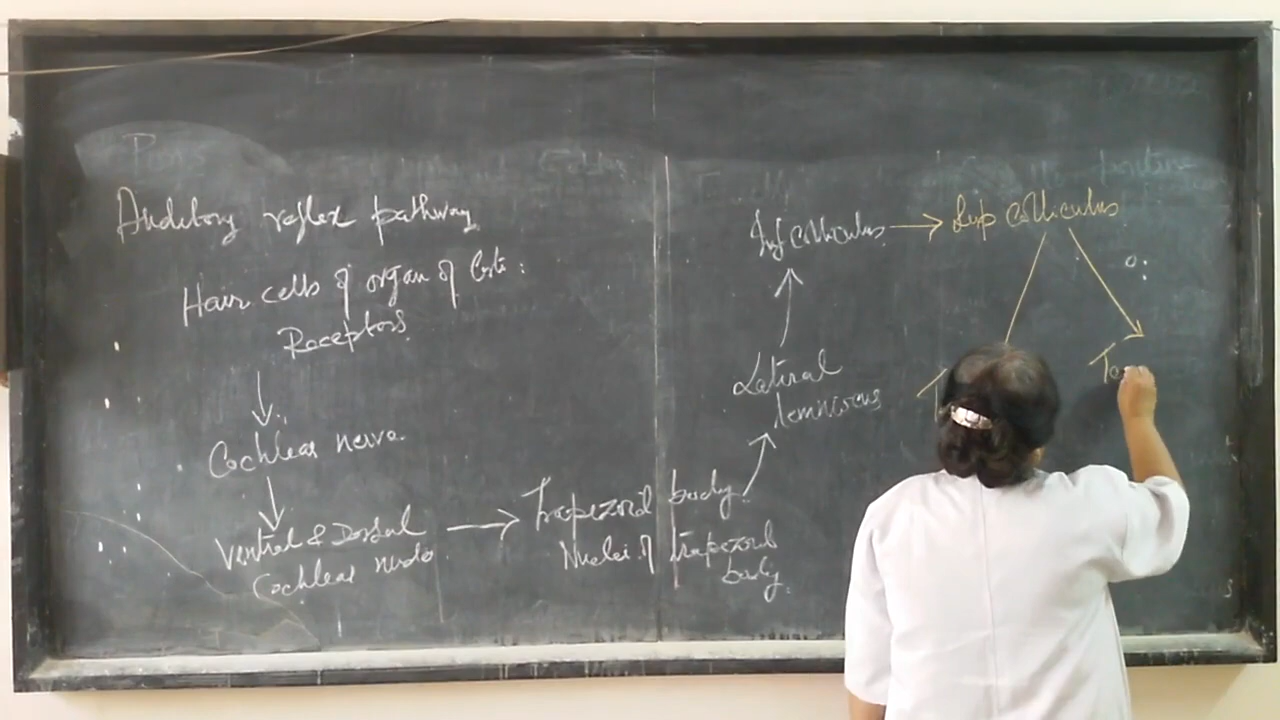 Auditory reflex pathway
Hair cells of organ of Corti :
Receptors
Cochlear nerve
Ventral & Dorsal
Cochlear
Trapezoid body
Nuclei of trapezoid
body
Lateral
lemniscus
Inf colliculus
Sup colliculus
T
Te